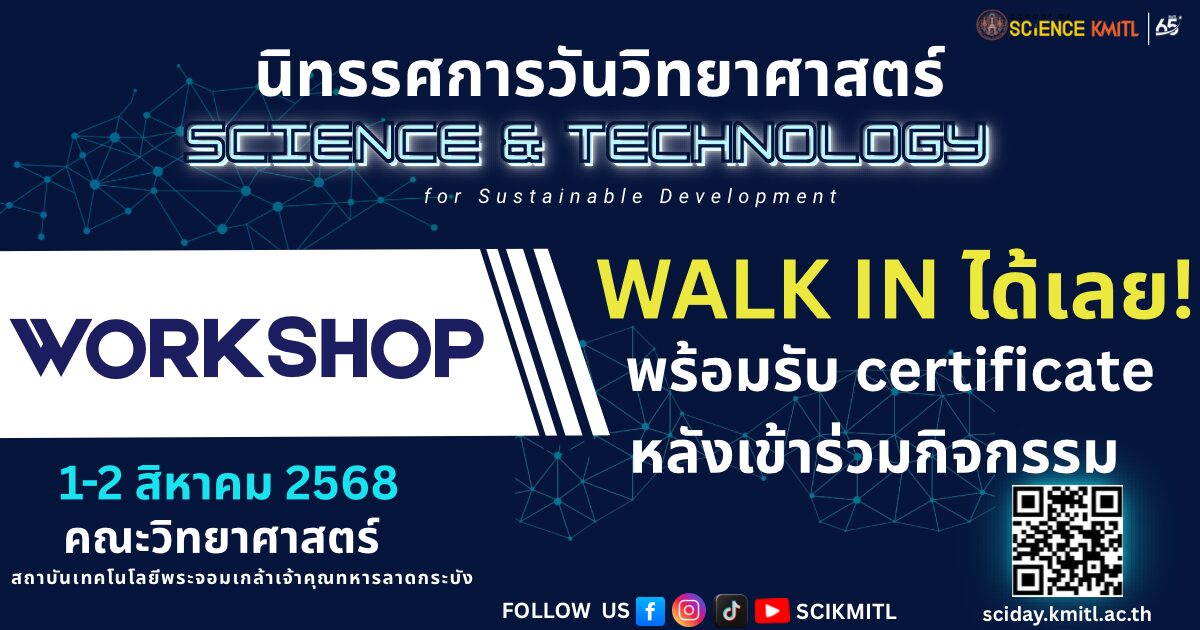 SCIENCE KMITL 65
นิทรรศการวันวิทยาศาสตร์
SCIENCE & TECHNOLOGY
for Sustainable Development
WORKSHOP
WALK IN ได้เลย!
พร้อมรับ certificate
หลังเข้าร่วมกิจกรรม
1-2 สิหาคม 2568
คณะวิทยาศาสตร์
สถาบันเทคโนโลยีพระจอมเกล้าเจ้าคุณทหารลาดกระบัง
FOLLOW US SCIKMITL
sciday.kmitl.ac.th